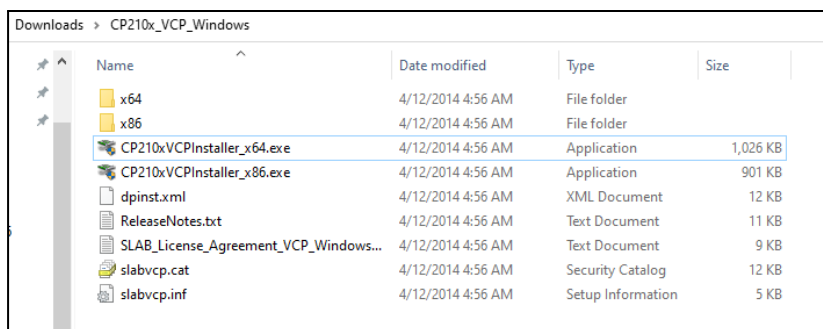 Downloads > CP210x_VCP_Windows
Name Date modified Type Size
x64 4/12/2014 4:56 AM File folder
x86 4/12/2014 4:56 AM File folder
CP210xVCPInstaller_x64.exe 4/12/2014 4:56 AM Application 1,026 KB
CP210xVCPInstaller_x86.exe 4/12/2014 4:56 AM Application 901 KB
dpinst.xml 4/12/2014 4:56 AM XML Document 12 KB
ReleaseNotes.txt 4/12/2014 4:56 AM Text Document 11 KB
SLAB_License_Agreement_VCP_Windows... 4/12/2014 4:56 AM Text Document 9 KB
slabvcp.cat 4/12/2014 4:56 AM Security Catalog 12 KB
slabvcp.inf 4/12/2014 4:56 AM Setup Information 5 KB